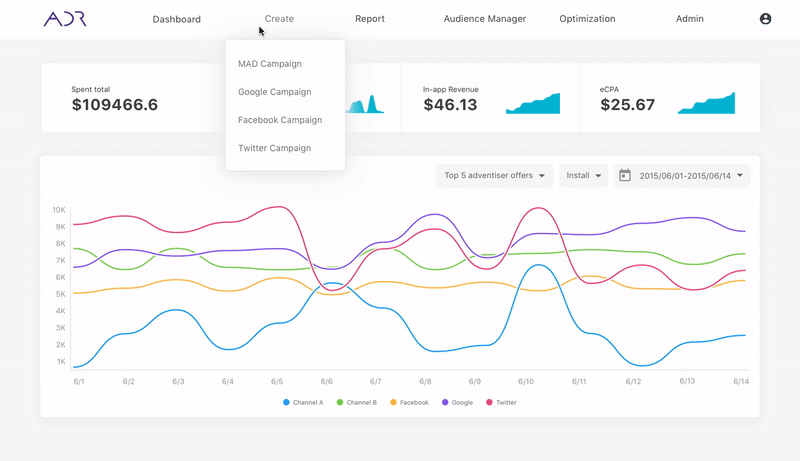 ADR Dashboard Create Report Audience Manager Optimization Admin
MAD Campaign
Google Campaign
Facebook Campaign
Twitter Campaign
Spent total
$109466.6
In-app Revenue
$46.13
eCPA
$25.67
Top 5 advertiser offers Install 2015/06/01-2015/06/14
10K
9K
8K
7K
6K
5K
4K
3K
2K
1K
6/1 6/2 6/3 6/4 6/5 6/6 6/7 6/8 6/9 6/10 6/11 6/12 6/13 6/14
Channel A Channel B Facebook Google Twitter